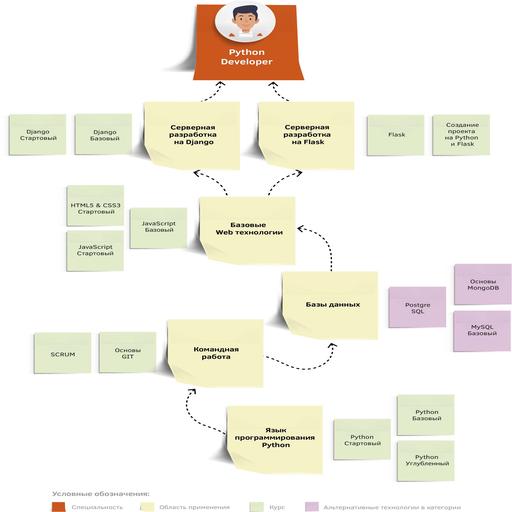 Python
Developer
Django
Стартовый
Django
Базовый
Серверная
разработка
на Django
Серверная
разработка
на Flask
Flask
Создание
проекта
на Python
и Flask
HTML5 & CSS3
Стартовый
JavaScript
Базовый
JavaScript
Стартовый
Базовые
Web технологии
Базы данных
Postgre
SQL
Основы
MongoDB
MySQL
Базовый
SCRUM
Основы
GIT
Командная
работа
Язык
программирования
Python
Python
Стартовый
Python
Базовый
Python
Углубленный
Условные обозначения:
Специальность
Область применения
Курс
Альтернативные технологии в категории